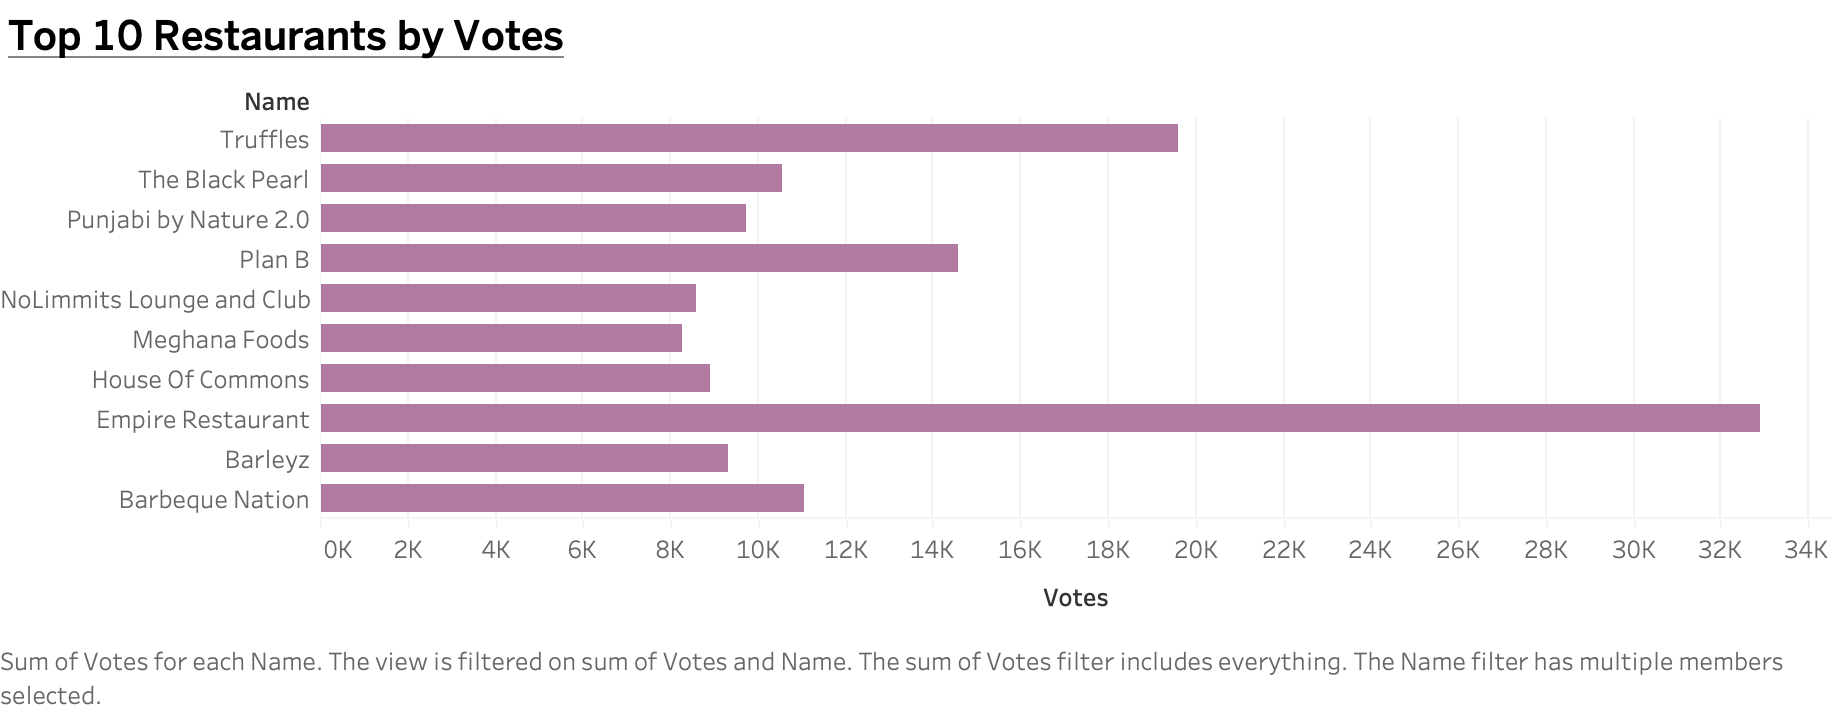 Top 10 Restaurants by Votes
Name
Truffles
The Black Pearl
Punjabi by Nature 2.0
Plan B
NoLimmits Lounge and Club
Meghana Foods
House Of Commons
Empire Restaurant
Barleyz
Barbeque Nation
0K 2K 4K 6K 8K 10K 12K 14K 16K 18K 20K 22K 24K 26K 28K 30K 32K 34K
Votes
Sum of Votes for each Name. The view is filtered on sum of Votes and Name. The sum of Votes filter includes everything. The Name filter has multiple members
selected.